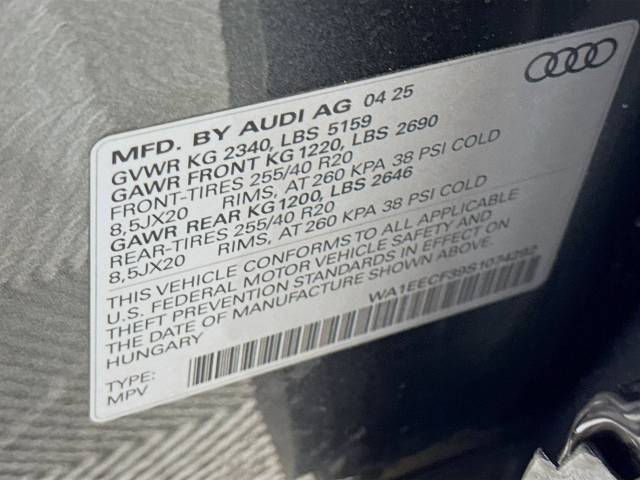 MFD. BY AUDI AG 04 25
GVWR KG 2340, LBS 5159
GAWR FRONT KG 1220, LBS 2690
FRONT-TIRES 255/40 R20
8,5JX20 RIMS, AT 260 KPA 38 PSI COLD
GAWR REAR KG 1200, LBS 2646
REAR-TIRES 255/40 R20
8,5JX20 RIMS, AT 260 KPA 38 PSI COLD
THIS VEHICLE CONFORMS TO ALL APPLICABLE
U.S. FEDERAL MOTOR VEHICLE SAFETY AND
THEFT PREVENTION STANDARDS IN EFFECT ON
THE DATE OF MANUFACTURE SHOWN ABOVE.
HUNGARY
WA1EECF39S1074292
TYPE:
MPV